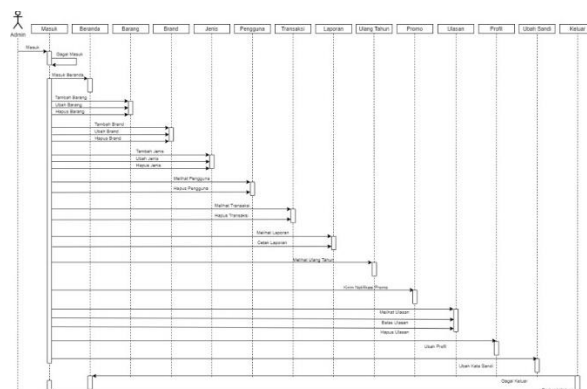 Admin
Masuk
Beranda
Barang
Brand
Jenis
Pengguna
Transaksi
Laporan
Ulang Tahun
Promo
Ulasan
Profil
Ubah Sandi
Keluar
Masuk
Gagal Masuk
Masuk Beranda
Tambah Barang
Ubah Barang
Hapus Barang
Tambah Brand
Ubah Brand
Hapus Brand
Tambah Jenis
Ubah Jenis
Hapus Jenis
Melihat Pengguna
Hapus Pengguna
Melihat Transaksi
Hapus Transaksi
Melihat Laporan
Cetak Laporan
Melihat Ulang Tahun
Kirim Notifikasi Promo
Melihat Ulasan
Balas Ulasan
Hapus Ulasan
Ubah Profil
Ubah Kata Sandi
Gagal Keluar